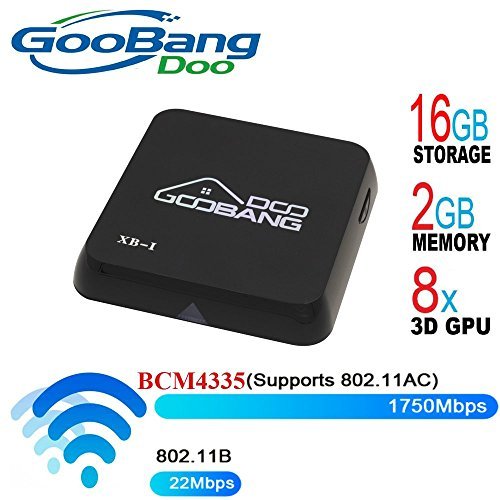 GooBang
Doo
16GB
STORAGE
2GB
MEMORY
8x
3D GPU
DOO
GOOBANG
XB-I
BCM4335(Supports 802.11AC)
1750Mbps
802.11B
22Mbps